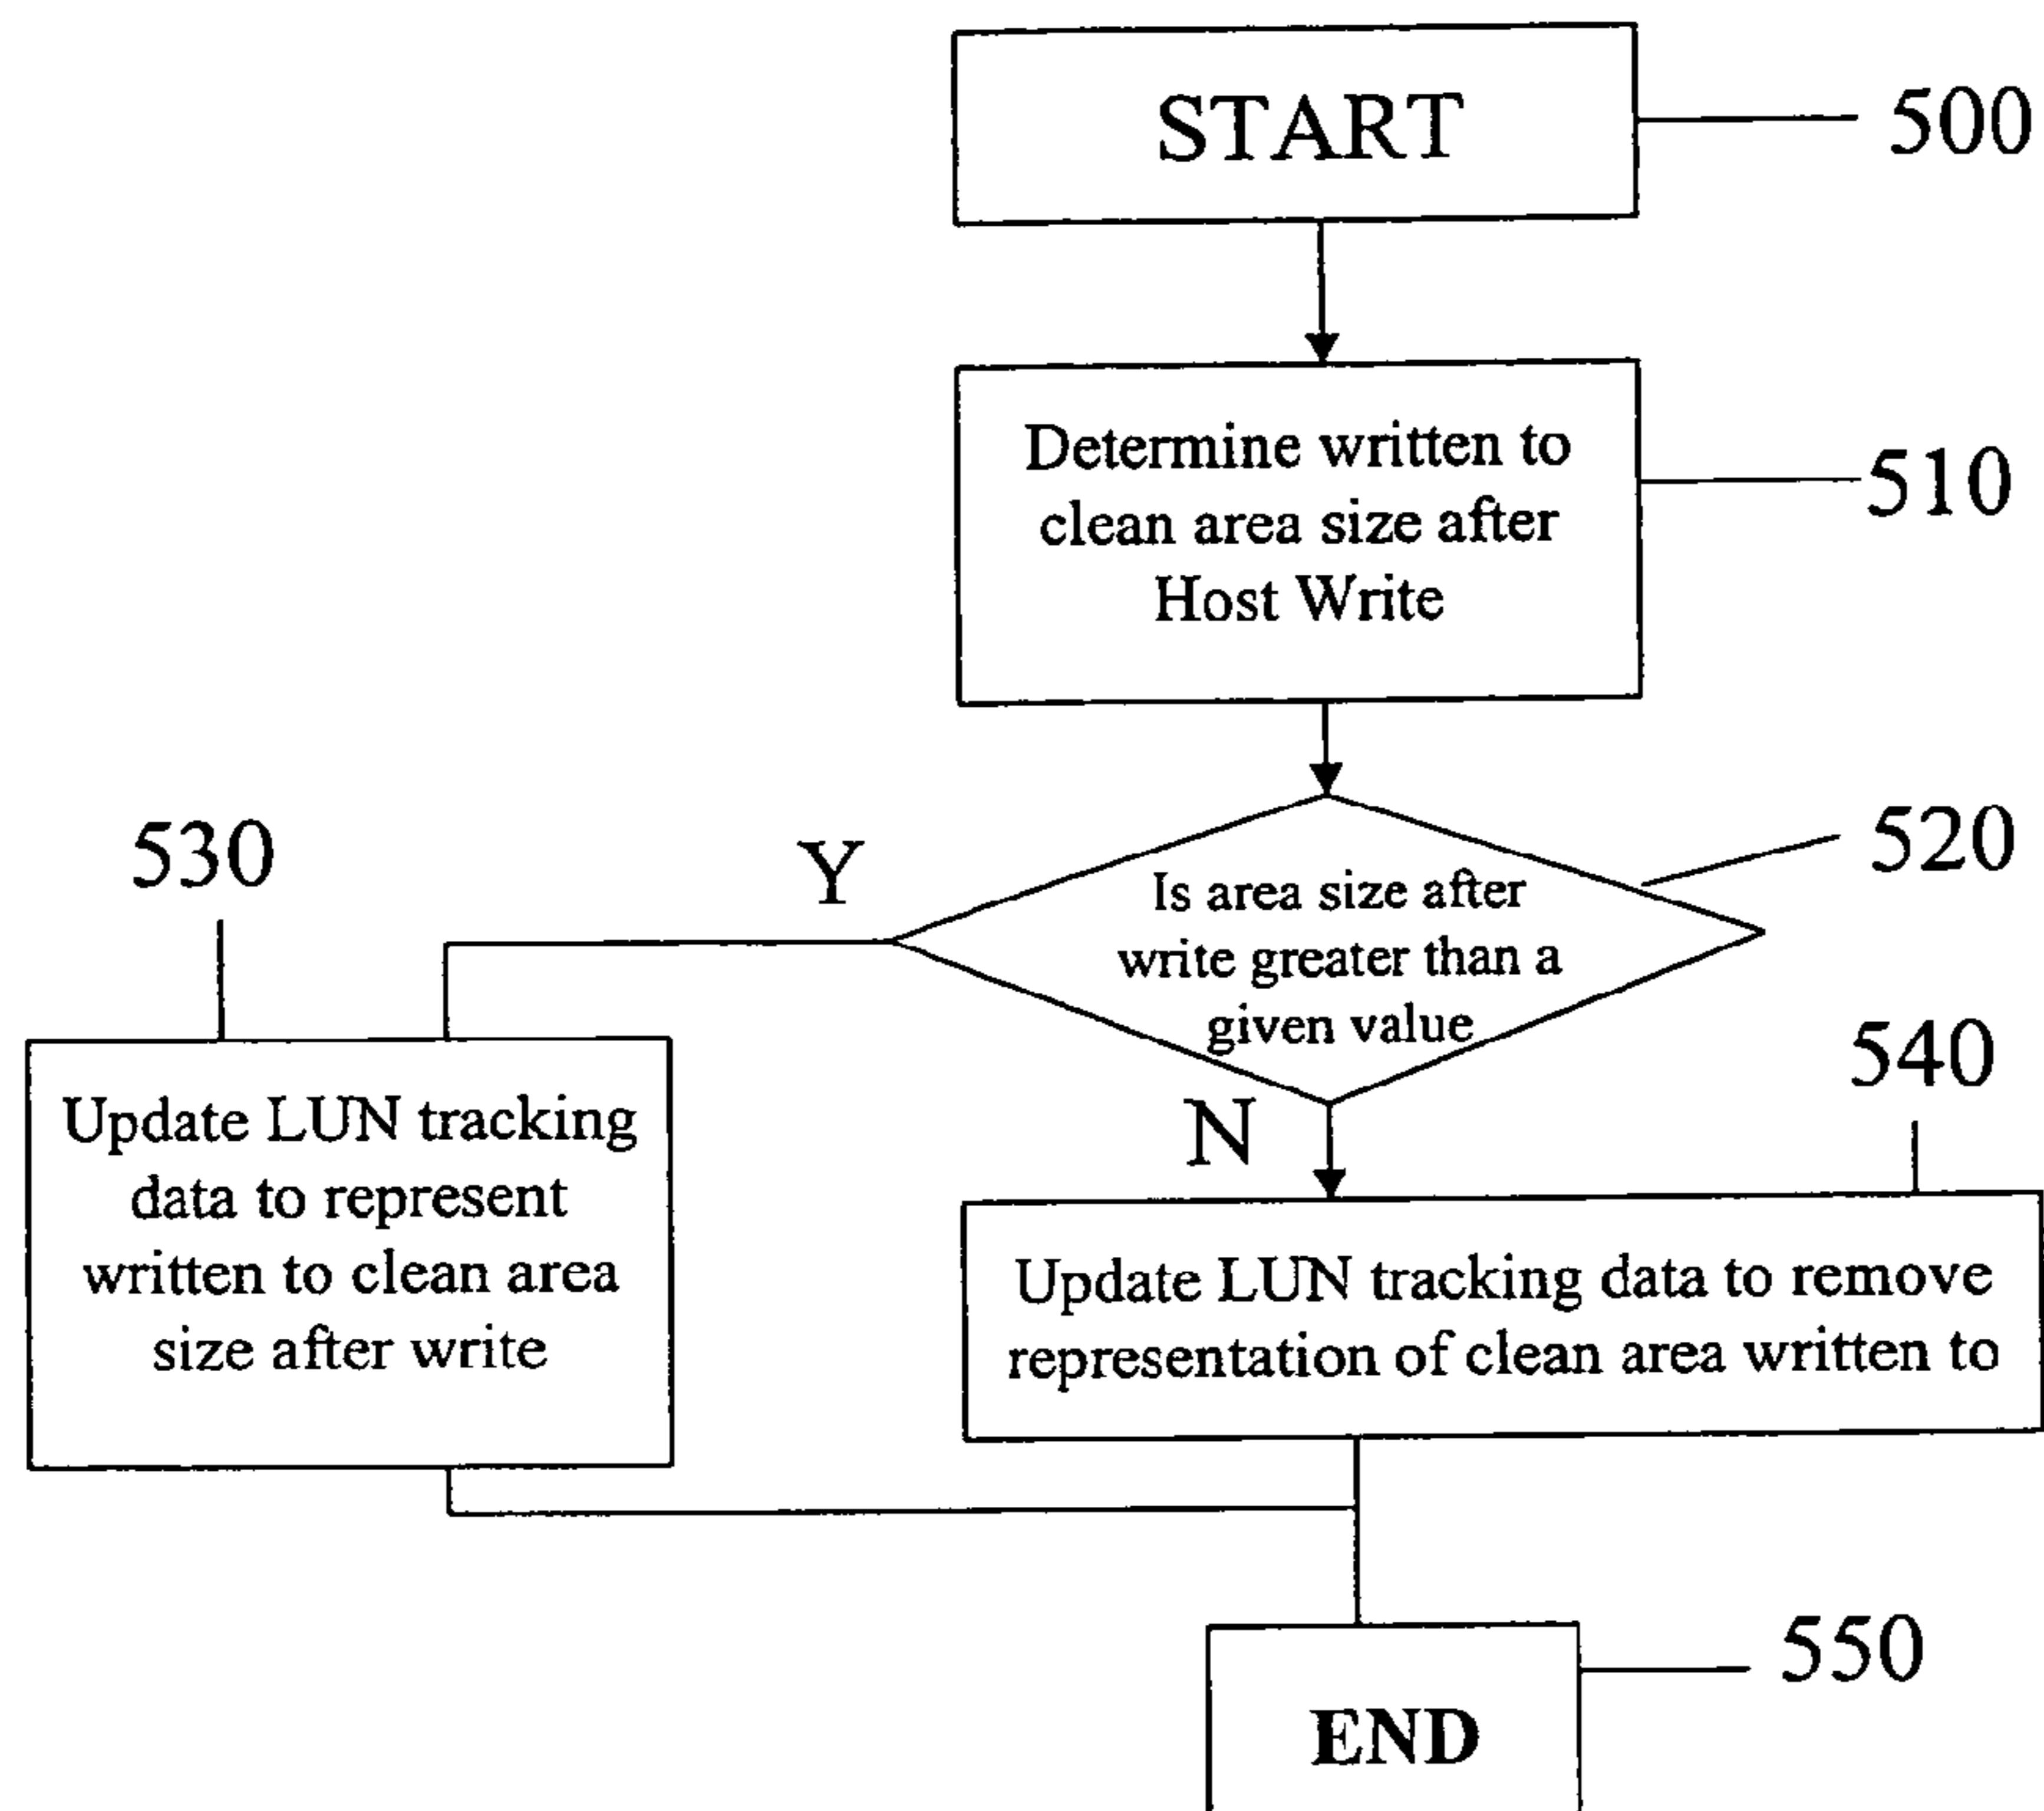 START
500
Determine written to
clean area size after
Host Write
510
530
Y
520
Is area size after
write greater than a
given value
540
N
Update LUN tracking
data to represent
written to clean area
size after write
Update LUN tracking data to remove
representation of clean area written to
550
END